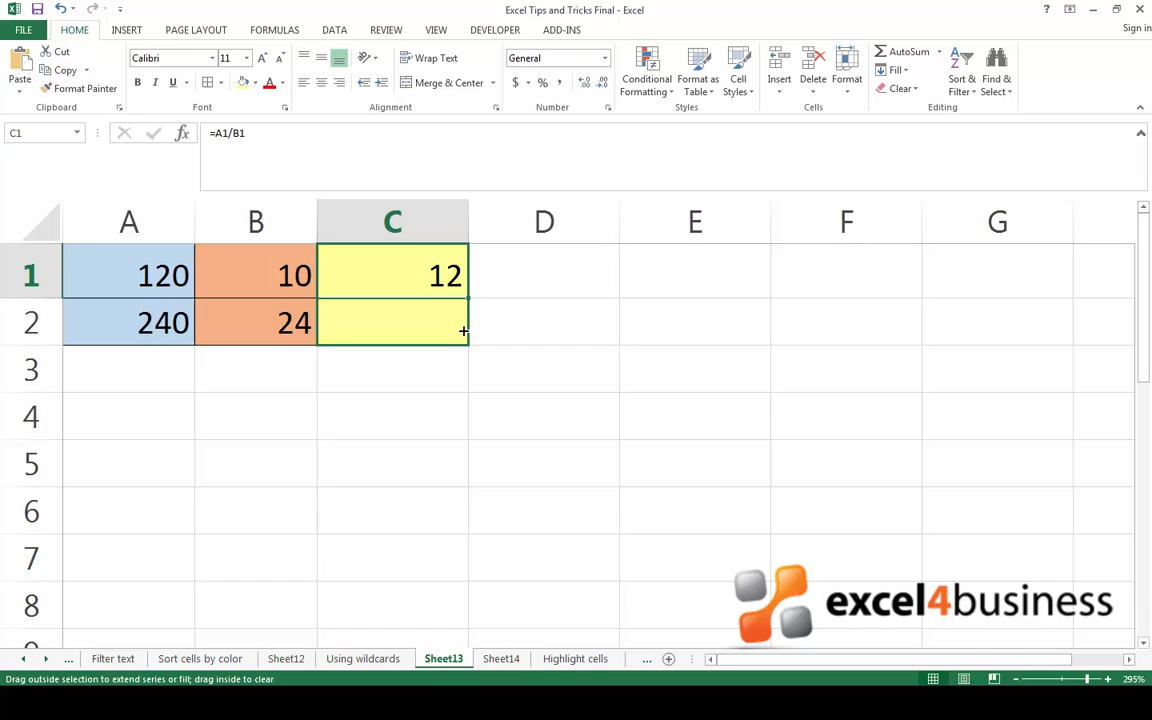 Excel Tips and Tricks Final - Excel
Sign in
FILE HOME INSERT PAGE LAYOUT FORMULAS DATA REVIEW VIEW DEVELOPER ADD-INS
Paste
Cut
Copy
Format Painter
Clipboard
Calibri 11
B I U
Font
Wrap Text
Merge & Center
Alignment
General
$ % ,
Number
Conditional Formatting
Format as Table
Cell Styles
Styles
Insert Delete Format
Cells
AutoSum
Fill
Clear
Sort & Filter
Find & Select
Editing
C1 fx =A1/B1
A B C D E F G
1 120 10 12
2 240 24
3
4
5
6
7
8
excel4business
... Filter text Sort cells by color Sheet12 Using wildcards Sheet13 Sheet14 Highlight cells ...
Drag outside selection to extend series or fill; drag inside to clear 295%